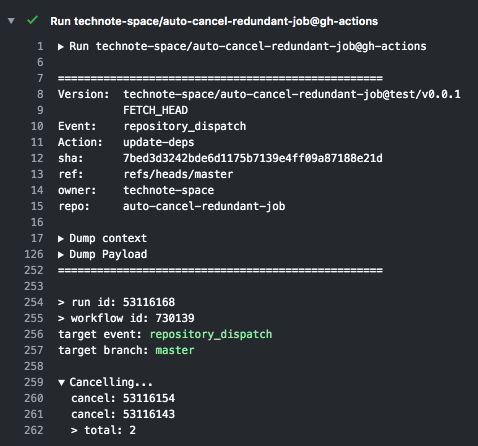 ▼ ✓ Run technote-space/auto-cancel-redundant-job@gh-actions
1 ▶ Run technote-space/auto-cancel-redundant-job@gh-actions
6
7 ==================================================
8 Version: technote-space/auto-cancel-redundant-job@test/v0.0.1
9 FETCH_HEAD
10 Event: repository_dispatch
11 Action: update-deps
12 sha: 7bed3d3242bde6d1175b7139e4ff09a87188e21d
13 ref: refs/heads/master
14 owner: technote-space
15 repo: auto-cancel-redundant-job
16
17 ▶ Dump context
126 ▶ Dump Payload
252 ==================================================
253
254 > run id: 53116168
255 > workflow id: 730139
256 target event: repository_dispatch
257 target branch: master
258
259 ▼ Cancelling...
260 cancel: 53116154
261 cancel: 53116143
262 > total: 2